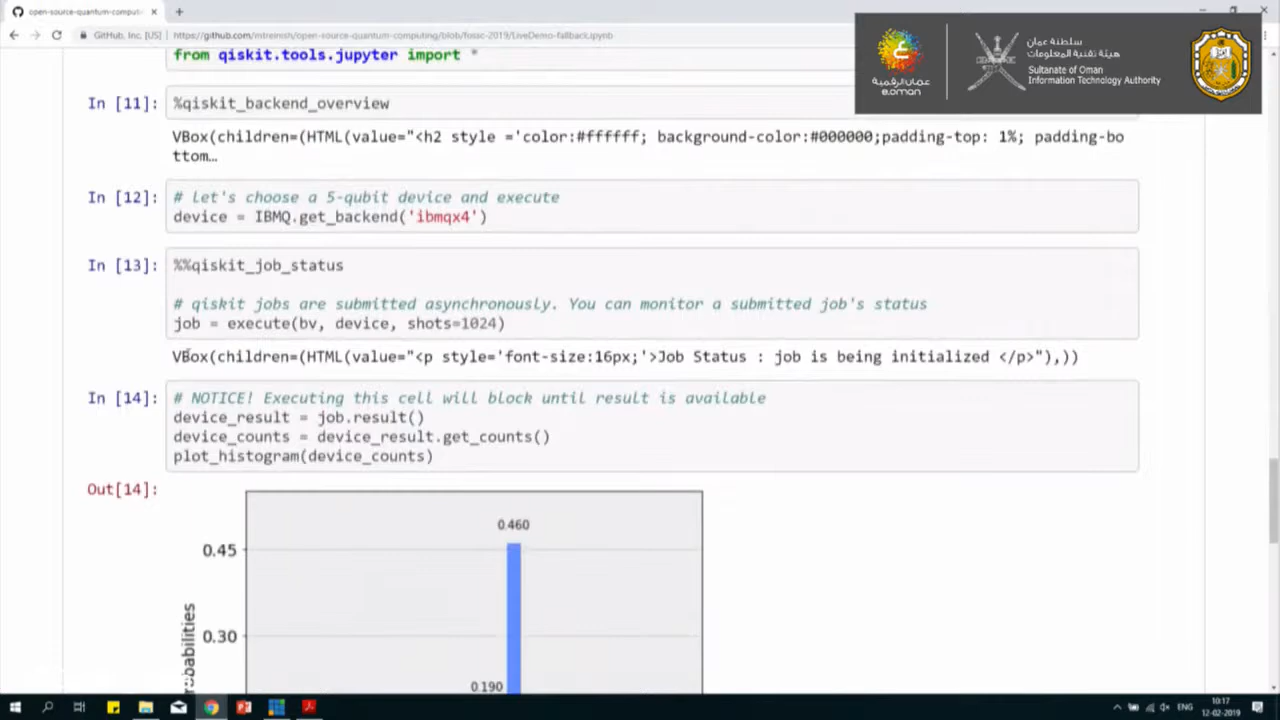 open-source-quantum-computi
GitHub, Inc. [US]
https://github.com/mtreinish/open-source-quantum-computing/blob/fossc-2019/LiveDemo-fallback.ipynb
عمان الرقمية
e.oman
سلطنة عمان
هيئة تقنية المعلومات
Sultanate of Oman
Information Technology Authority
from qiskit.tools.jupyter import *
In [11]: %qiskit_backend_overview
VBox(children=(HTML(value="<h2 style ='color:#ffffff; background-color:#000000;padding-top: 1%; padding-bo
ttom…
In [12]: # Let's choose a 5-qubit device and execute
device = IBMQ.get_backend('ibmqx4')
In [13]: %%qiskit_job_status
# qiskit jobs are submitted asynchronously. You can monitor a submitted job's status
job = execute(bv, device, shots=1024)
VBox(children=(HTML(value="<p style='font-size:16px;'>Job Status : job is being initialized </p>"),))
In [14]: # NOTICE! Executing this cell will block until result is available
device_result = job.result()
device_counts = device_result.get_counts()
plot_histogram(device_counts)
Out[14]:
0.460
0.45
0.30
0.190
ENG
10:17
12-02-2019